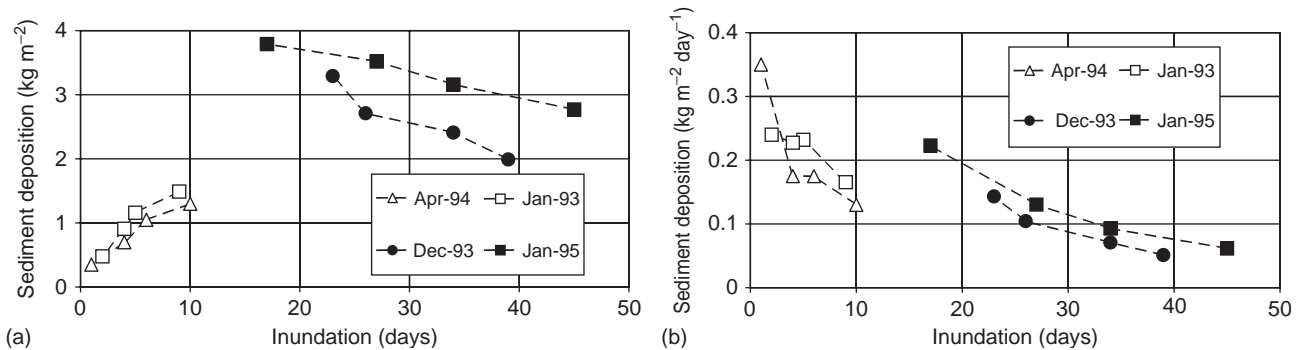 Sediment deposition (kg m⁻²)
4
3
2
1
0
0 10 20 30 40 50
Inundation (days)
Apr-94 Jan-93
Dec-93 Jan-95
(a)
Sediment deposition (kg m⁻² day⁻¹)
0.4
0.3
0.2
0.1
0
0 10 20 30 40 50
Inundation (days)
Apr-94 Jan-93
Dec-93 Jan-95
(b)